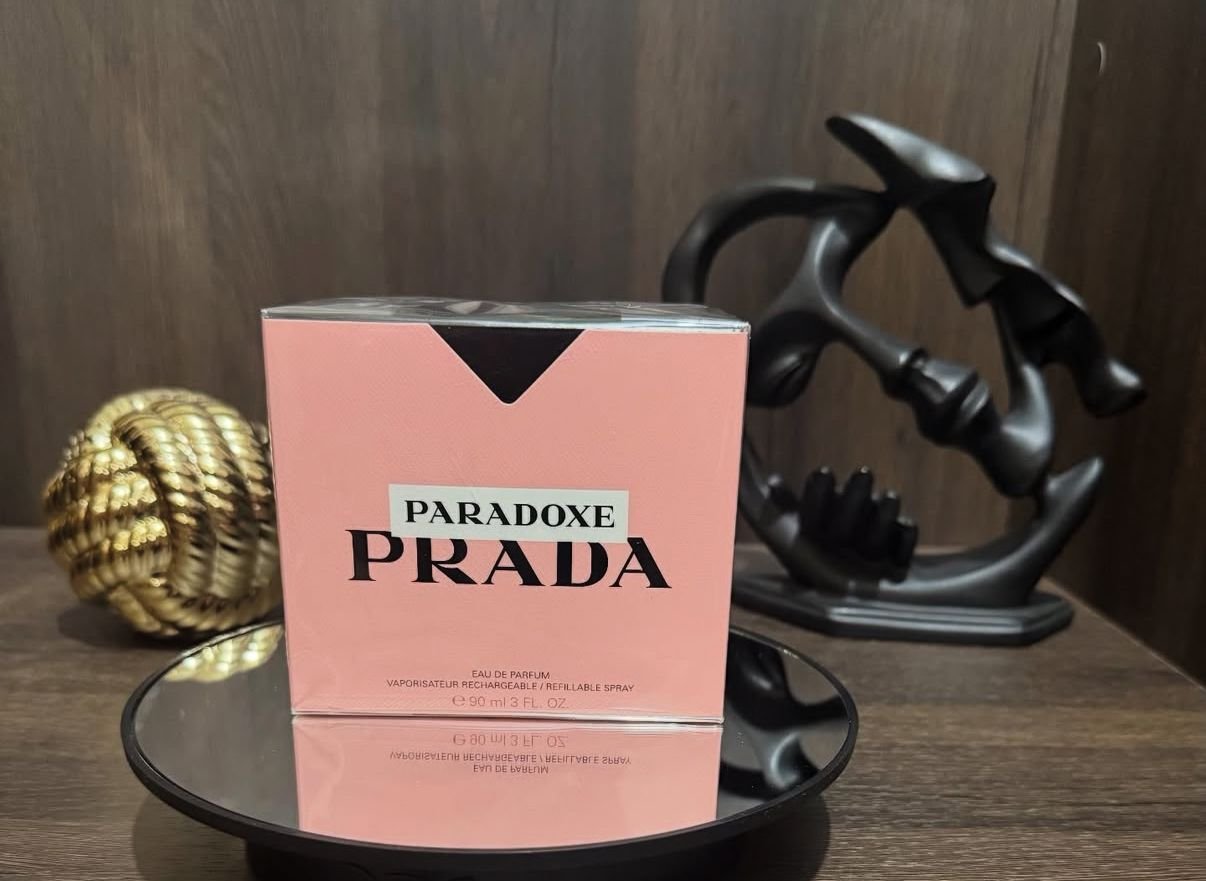 PARADOXE
PRADA
EAU DE PARFUM
VAPORISATEUR RECHARGEABLE / REFILLABLE SPRAY
℮ 90 ml 3 FL. OZ.